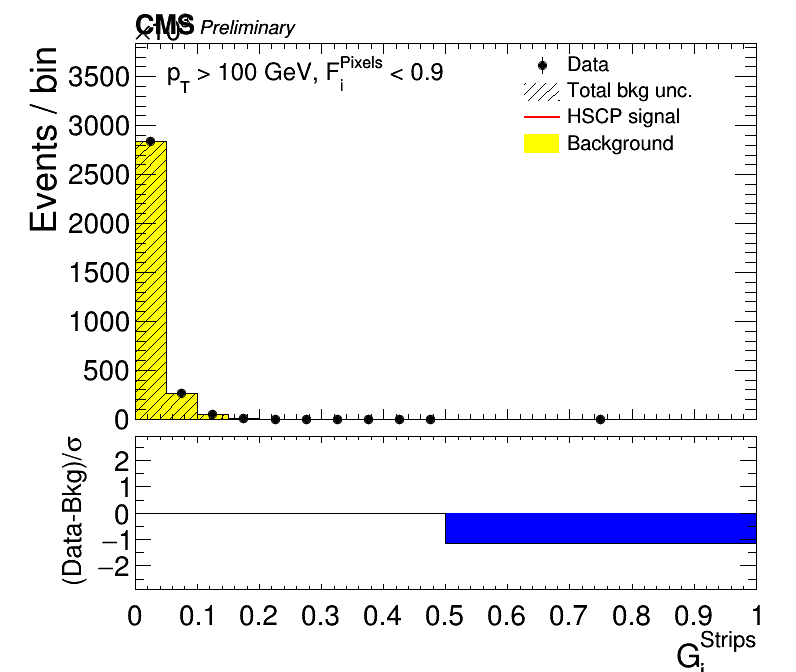 CMS Preliminary
×10³
Events / bin
3500
3000
2500
2000
1500
1000
500
0
p_T > 100 GeV, F_i^Pixels < 0.9
Data
Total bkg unc.
HSCP signal
Background
(Data-Bkg)/σ
2
1
0
−1
−2
0 0.1 0.2 0.3 0.4 0.5 0.6 0.7 0.8 0.9 1
G_i^Strips